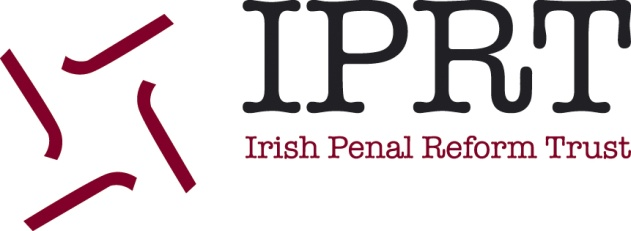 IPRT
Irish Penal Reform Trust